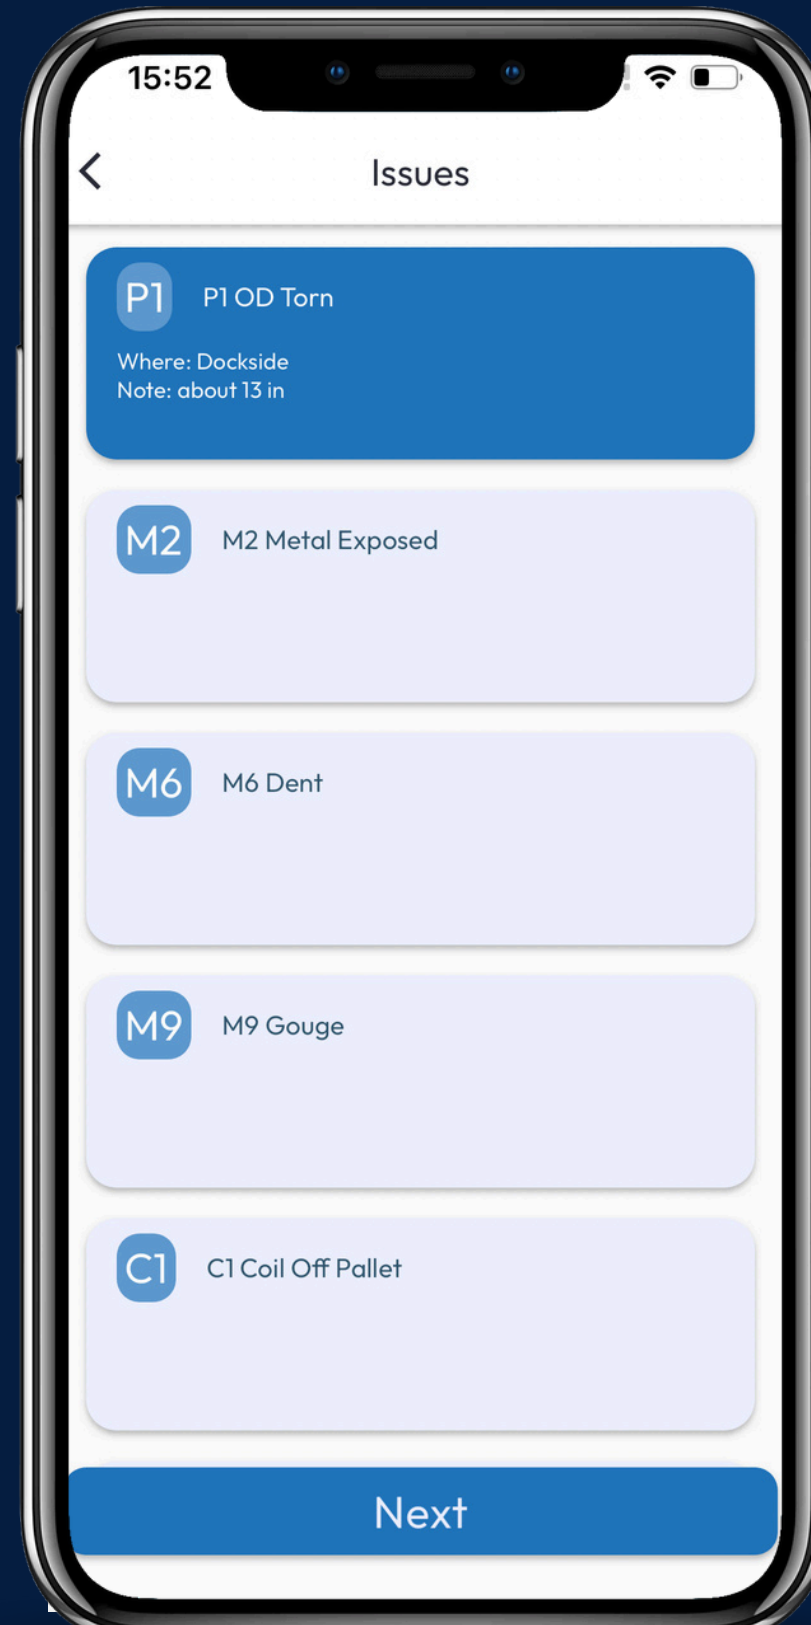 15:52
Issues
P1 P1 OD Torn
Where: Dockside
Note: about 13 in
M2 M2 Metal Exposed
M6 M6 Dent
M9 M9 Gouge
C1 C1 Coil Off Pallet
Next